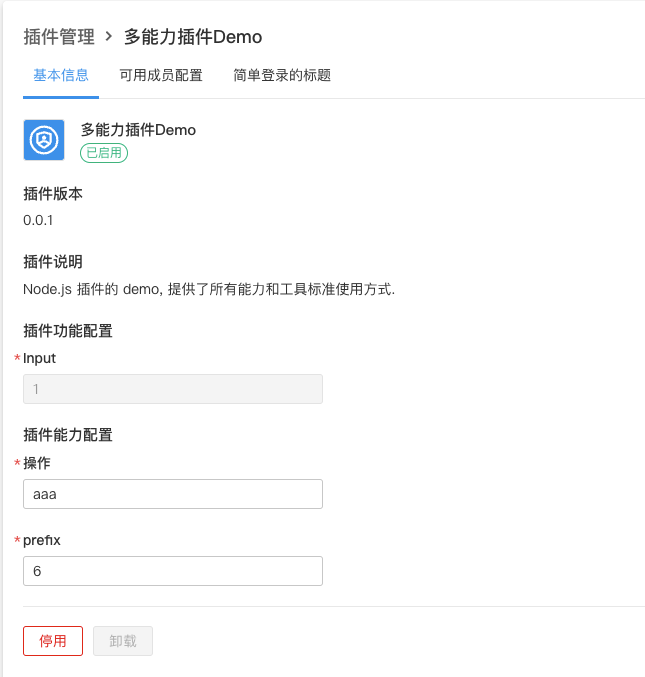 插件管理 > 多能力插件Demo
基本信息 可用成员配置 简单登录的标题
多能力插件Demo
已启用
插件版本
0.0.1
插件说明
Node.js 插件的 demo, 提供了所有能力和工具标准使用方式.
插件功能配置
* Input
1
插件能力配置
* 操作
aaa
* prefix
6
停用 卸载